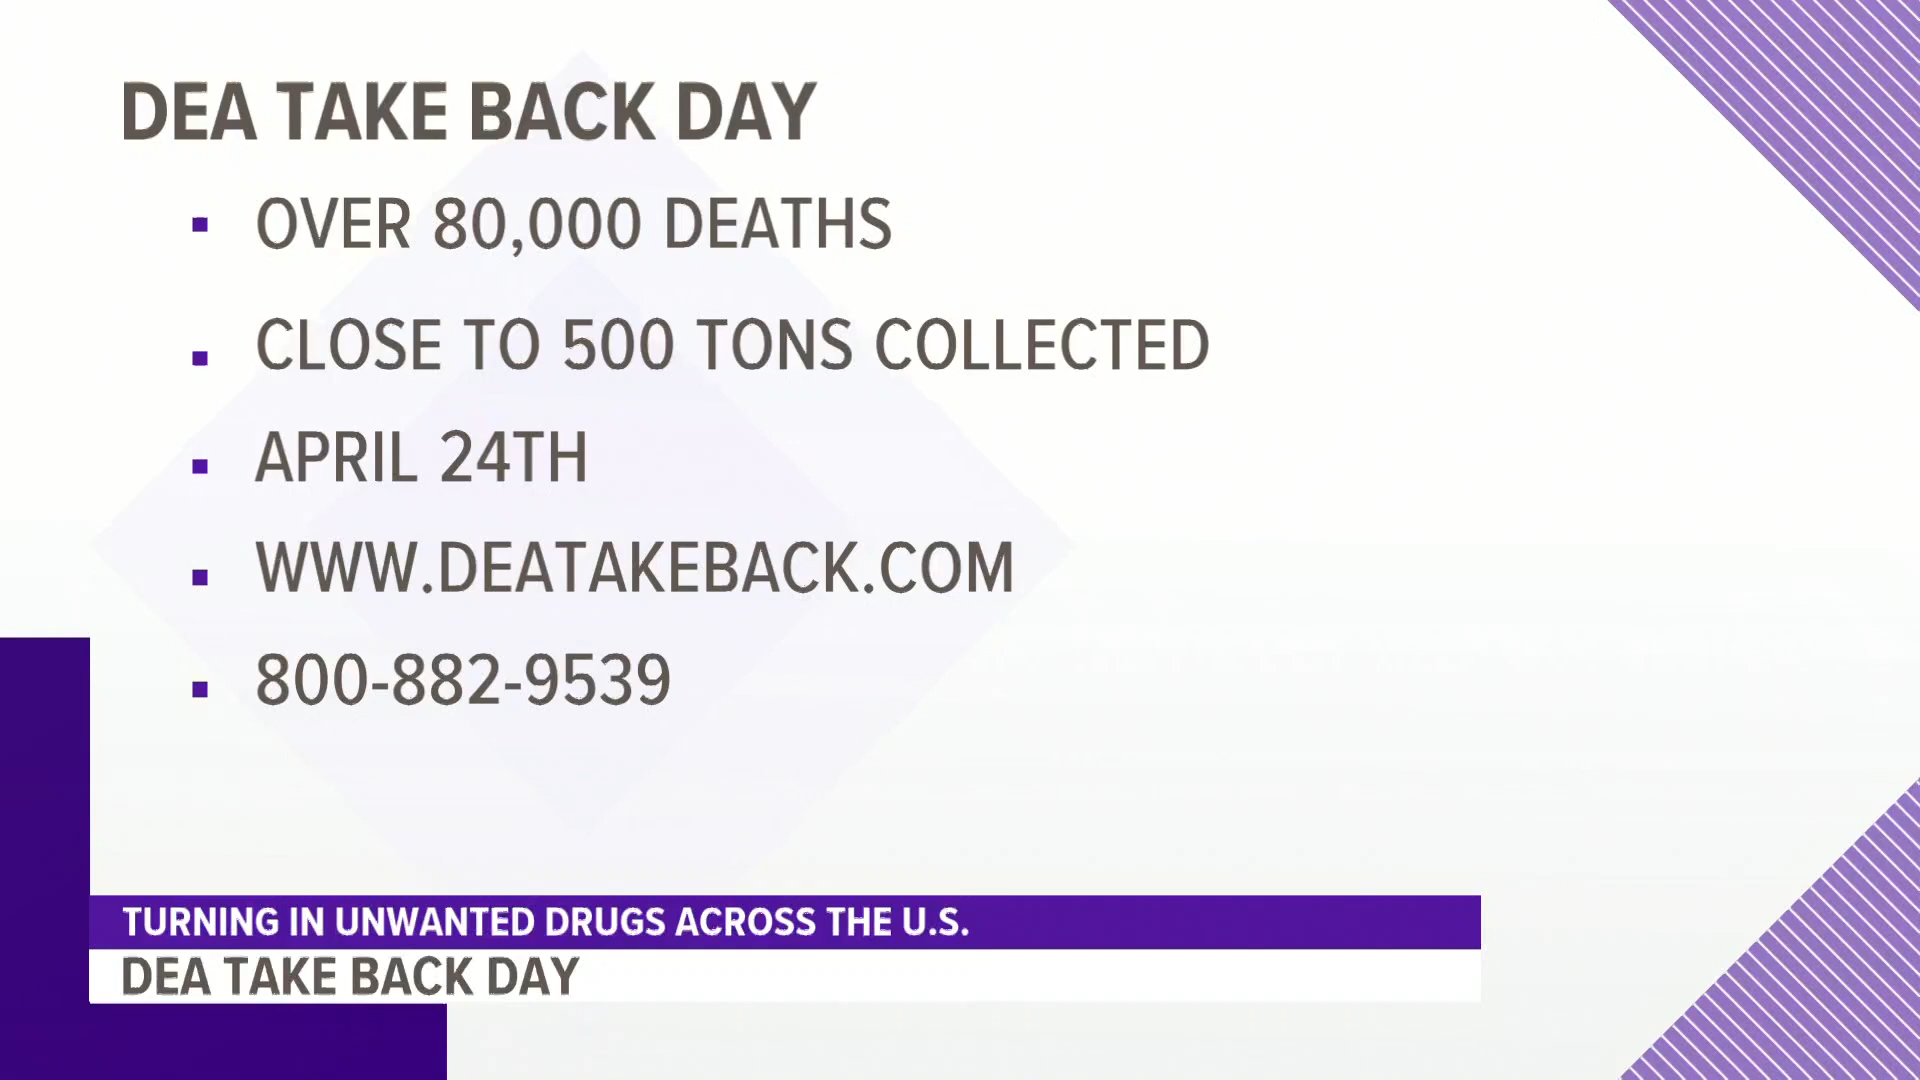 DEA TAKE BACK DAY
OVER 80,000 DEATHS
CLOSE TO 500 TONS COLLECTED
APRIL 24TH
WWW.DEATAKEBACK.COM
800-882-9539
TURNING IN UNWANTED DRUGS ACROSS THE U.S.
DEA TAKE BACK DAY